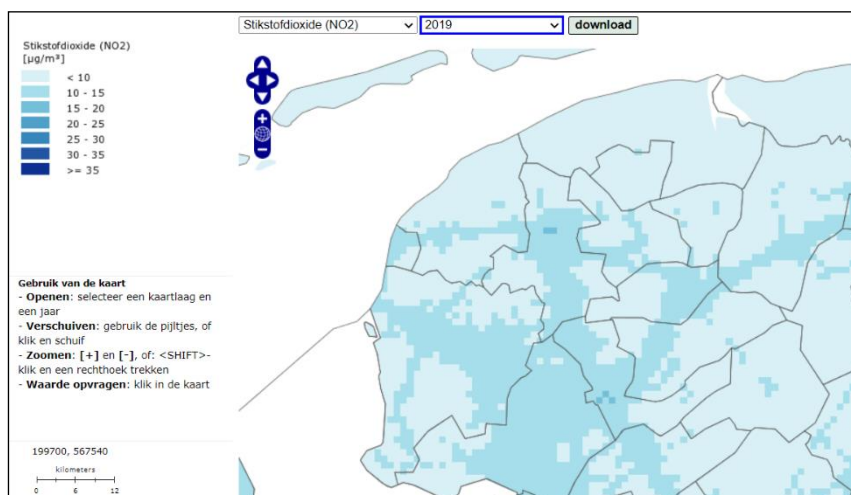 Stikstofdioxide (NO2) 2019 download
Stikstofdioxide (NO2)
[µg/m³]
< 10
10 - 15
15 - 20
20 - 25
25 - 30
30 - 35
>= 35
Gebruik van de kaart
- Openen: selecteer een kaartlaag en
een jaar
- Verschuiven: gebruik de pijltjes, of
klik en schuif
- Zoomen: [+] en [-], of: <SHIFT>-
klik en een rechthoek trekken
- Waarde opvragen: klik in de kaart
199700, 567540
kilometers
0 6 12